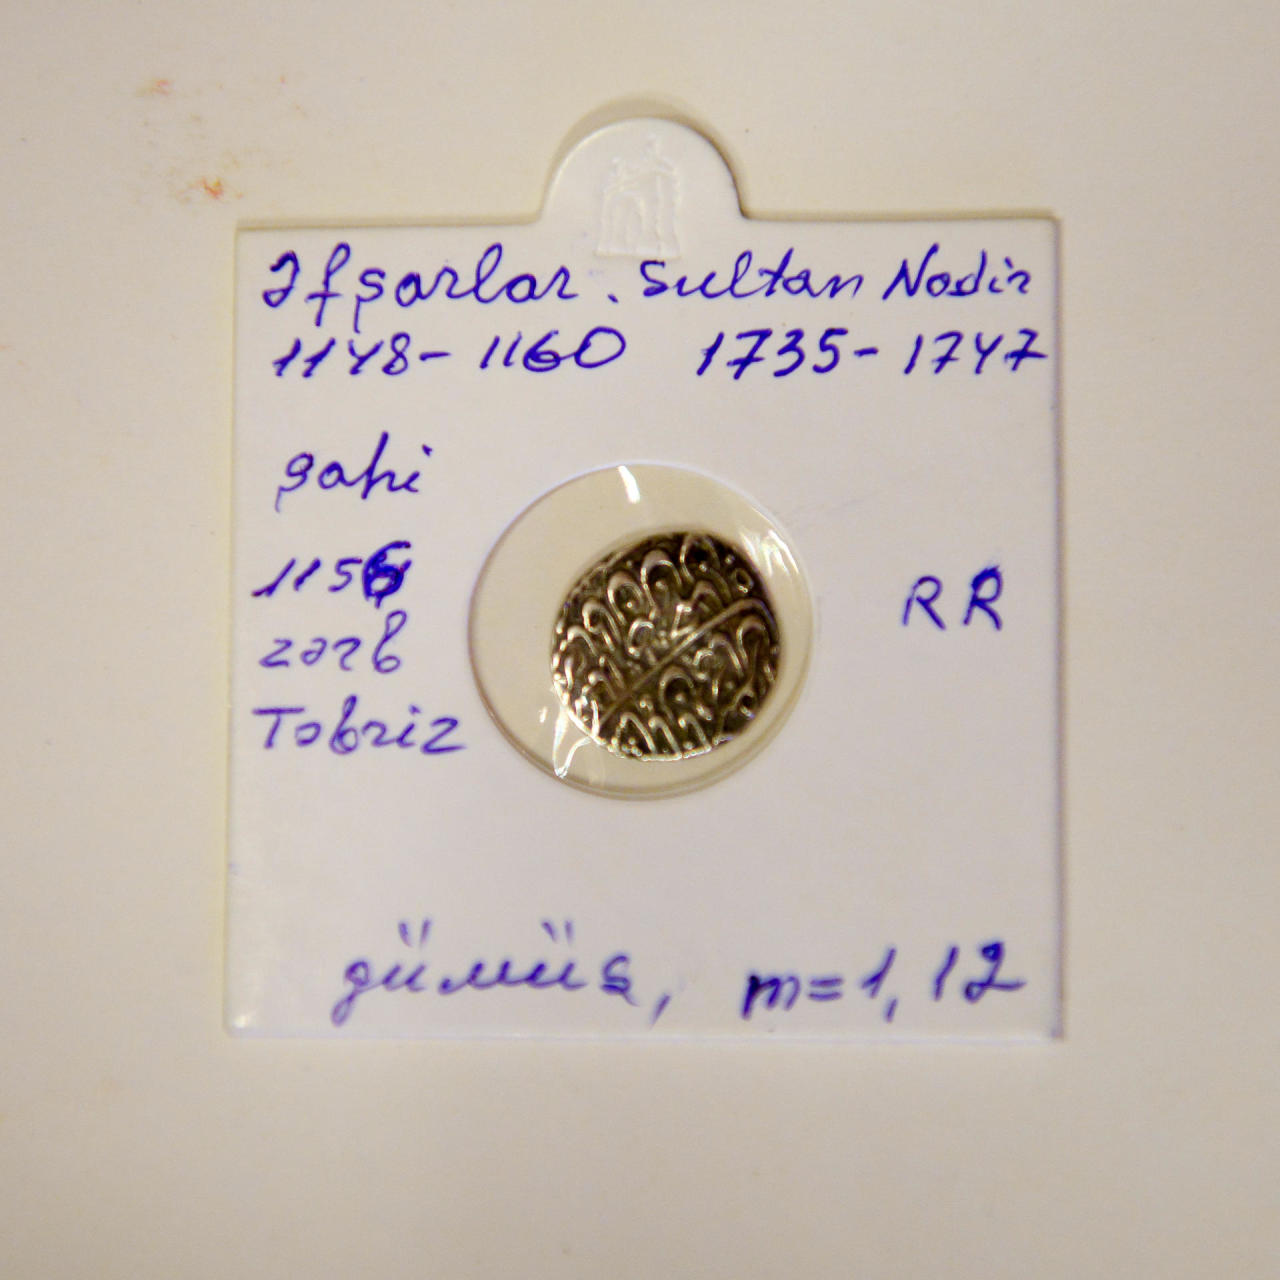 Əfşarlar. Sultan Nadir
1148-1160 1735-1747
şahi
1156
zərb
Təbriz
RR
gümüş, m=1,12